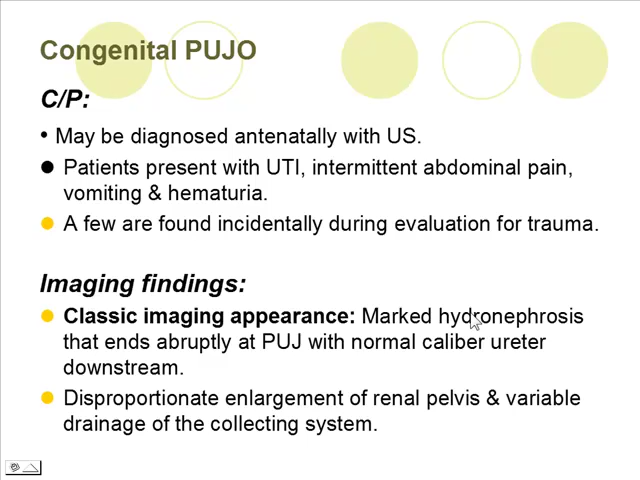 Congenital PUJO
C/P:
• May be diagnosed antenatally with US.
● Patients present with UTI, intermittent abdominal pain,
vomiting & hematuria.
● A few are found incidentally during evaluation for trauma.
Imaging findings:
● Classic imaging appearance: Marked hydronephrosis
that ends abruptly at PUJ with normal caliber ureter
downstream.
● Disproportionate enlargement of renal pelvis & variable
drainage of the collecting system.